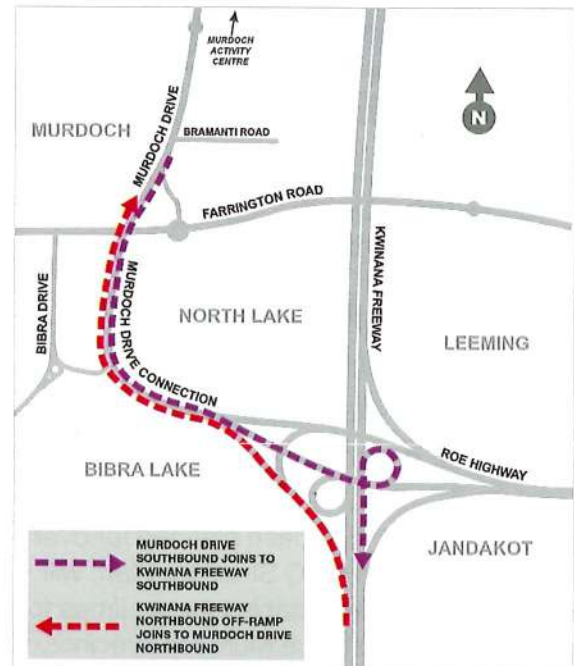 MURDOCH
ACTIVITY
CENTRE
MURDOCH
MURDOCH DRIVE
BRAMANTI ROAD
N
FARRINGTON ROAD
KWINANA FREEWAY
BIBRA DRIVE
MURDOCH DRIVE CONNECTION
NORTH LAKE
LEEMING
ROE HIGHWAY
BIBRA LAKE
JANDAKOT
MURDOCH DRIVE
SOUTHBOUND JOINS TO
KWINANA FREEWAY
SOUTHBOUND
KWINANA FREEWAY
NORTHBOUND OFF-RAMP
JOINS TO MURDOCH DRIVE
NORTHBOUND